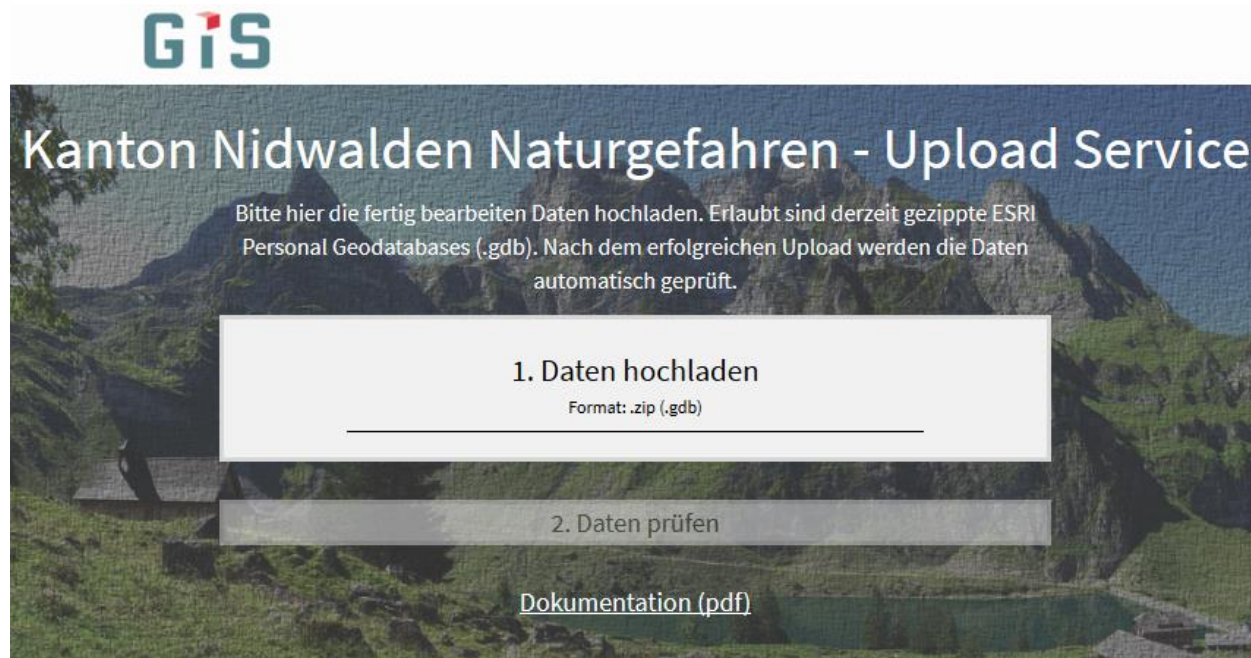 GiS
Kanton Nidwalden Naturgefahren - Upload Service
Bitte hier die fertig bearbeiten Daten hochladen. Erlaubt sind derzeit gezippte ESRI
Personal Geodatabases (.gdb). Nach dem erfolgreichen Upload werden die Daten
automatisch geprüft.
1. Daten hochladen
Format: .zip (.gdb)
2. Daten prüfen
Dokumentation (pdf)